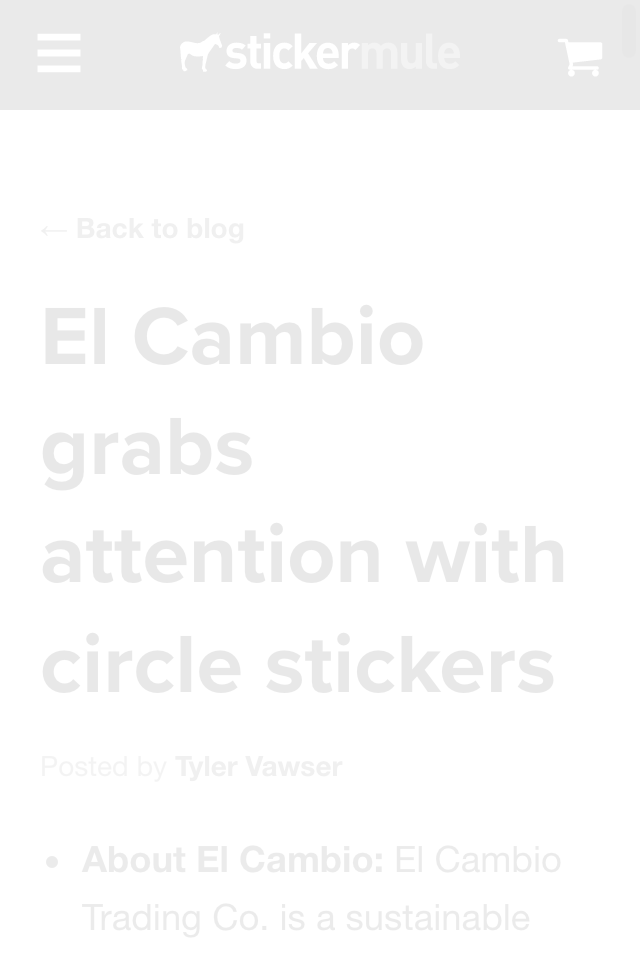 stickermule
← Back to blog
El Cambio
grabs
attention with
circle stickers
Posted by Tyler Vawser
• About El Cambio: El Cambio
Trading Co. is a sustainable